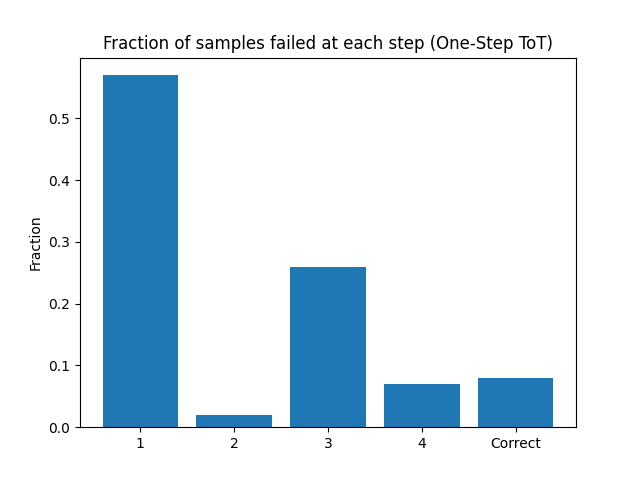 Fraction of samples failed at each step (One-Step ToT)
Fraction
0.5
0.4
0.3
0.2
0.1
0.0
1 2 3 4 Correct